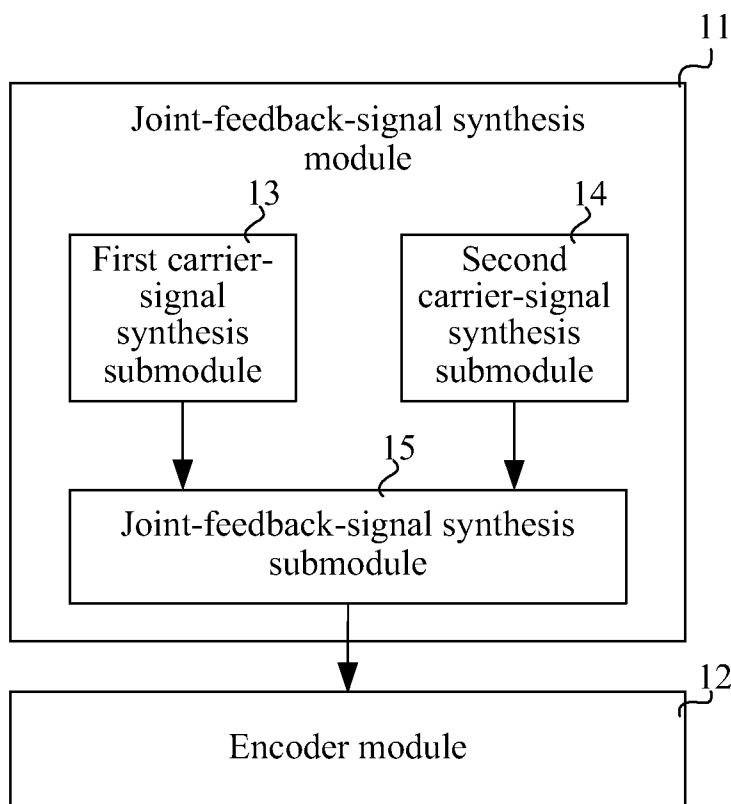 11
Joint-feedback-signal synthesis
module
13
14
First carrier-
signal
synthesis
submodule
Second
carrier-signal
synthesis
submodule
15
Joint-feedback-signal synthesis
submodule
12
Encoder module